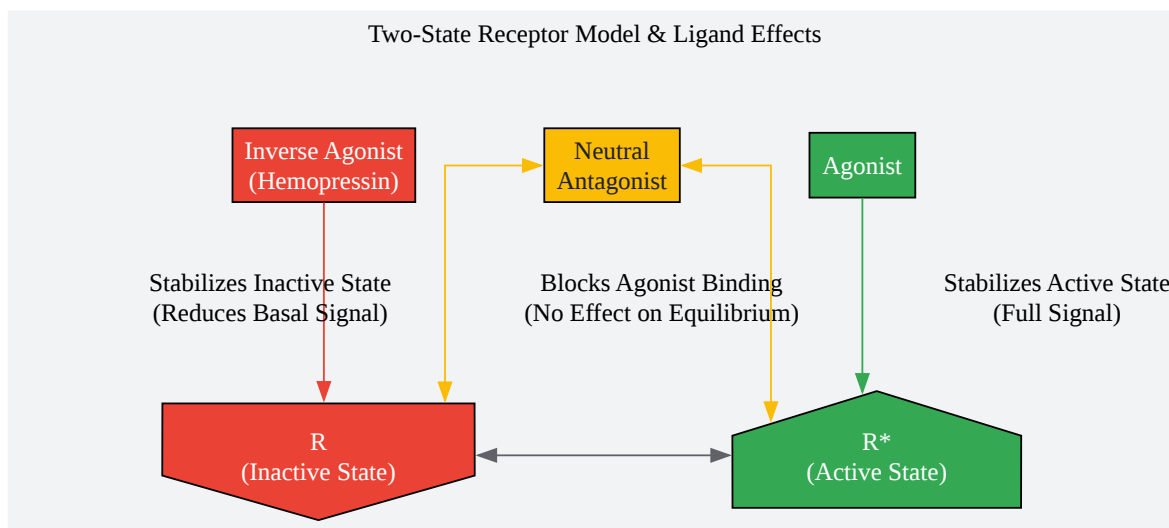 Two-State Receptor Model & Ligand Effects
Inverse Agonist
(Hemopressin)
Neutral
Antagonist
Agonist
Stabilizes Inactive State
(Reduces Basal Signal)
Blocks Agonist Binding
(No Effect on Equilibrium)
Stabilizes Active State
(Full Signal)
R
(Inactive State)
R*
(Active State)